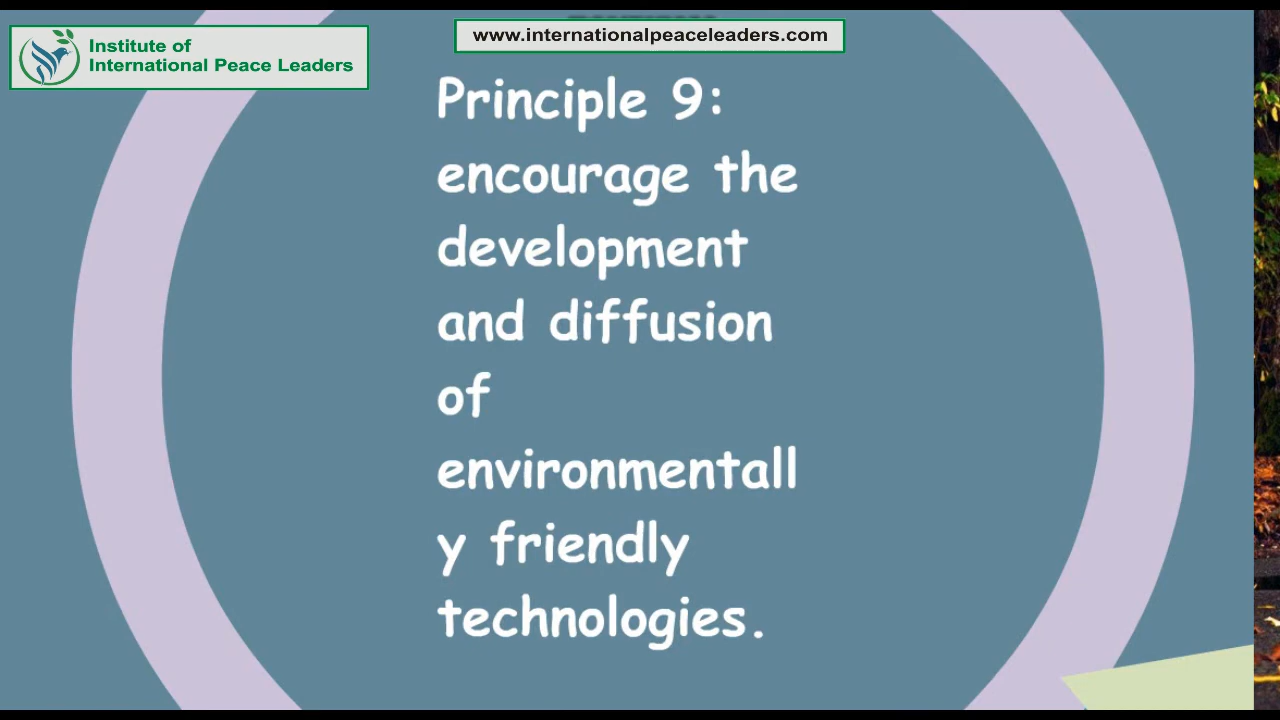 Institute of
International Peace Leaders
www.internationalpeaceleaders.com
Principle 9:
encourage the
development
and diffusion
of
environmentall
y friendly
technologies.